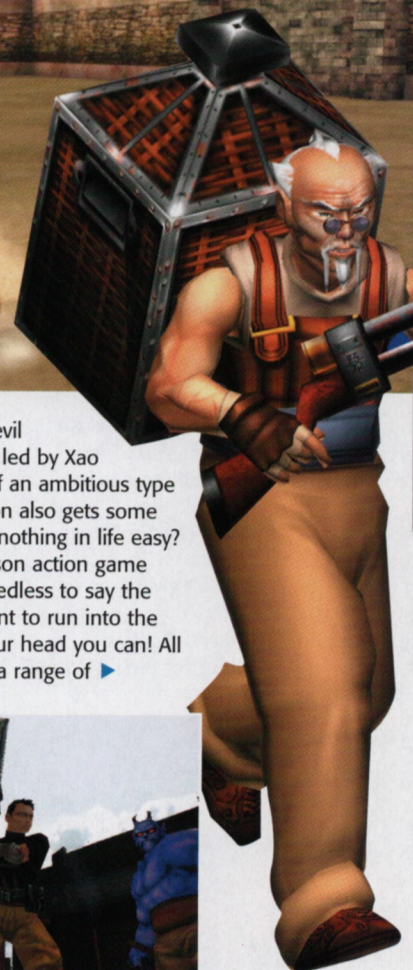 evil
led by Xao
f an ambitious type
n also gets some
nothing in life easy?
son action game
edless to say the
nt to run into the
ur head you can! All
a range of ▶